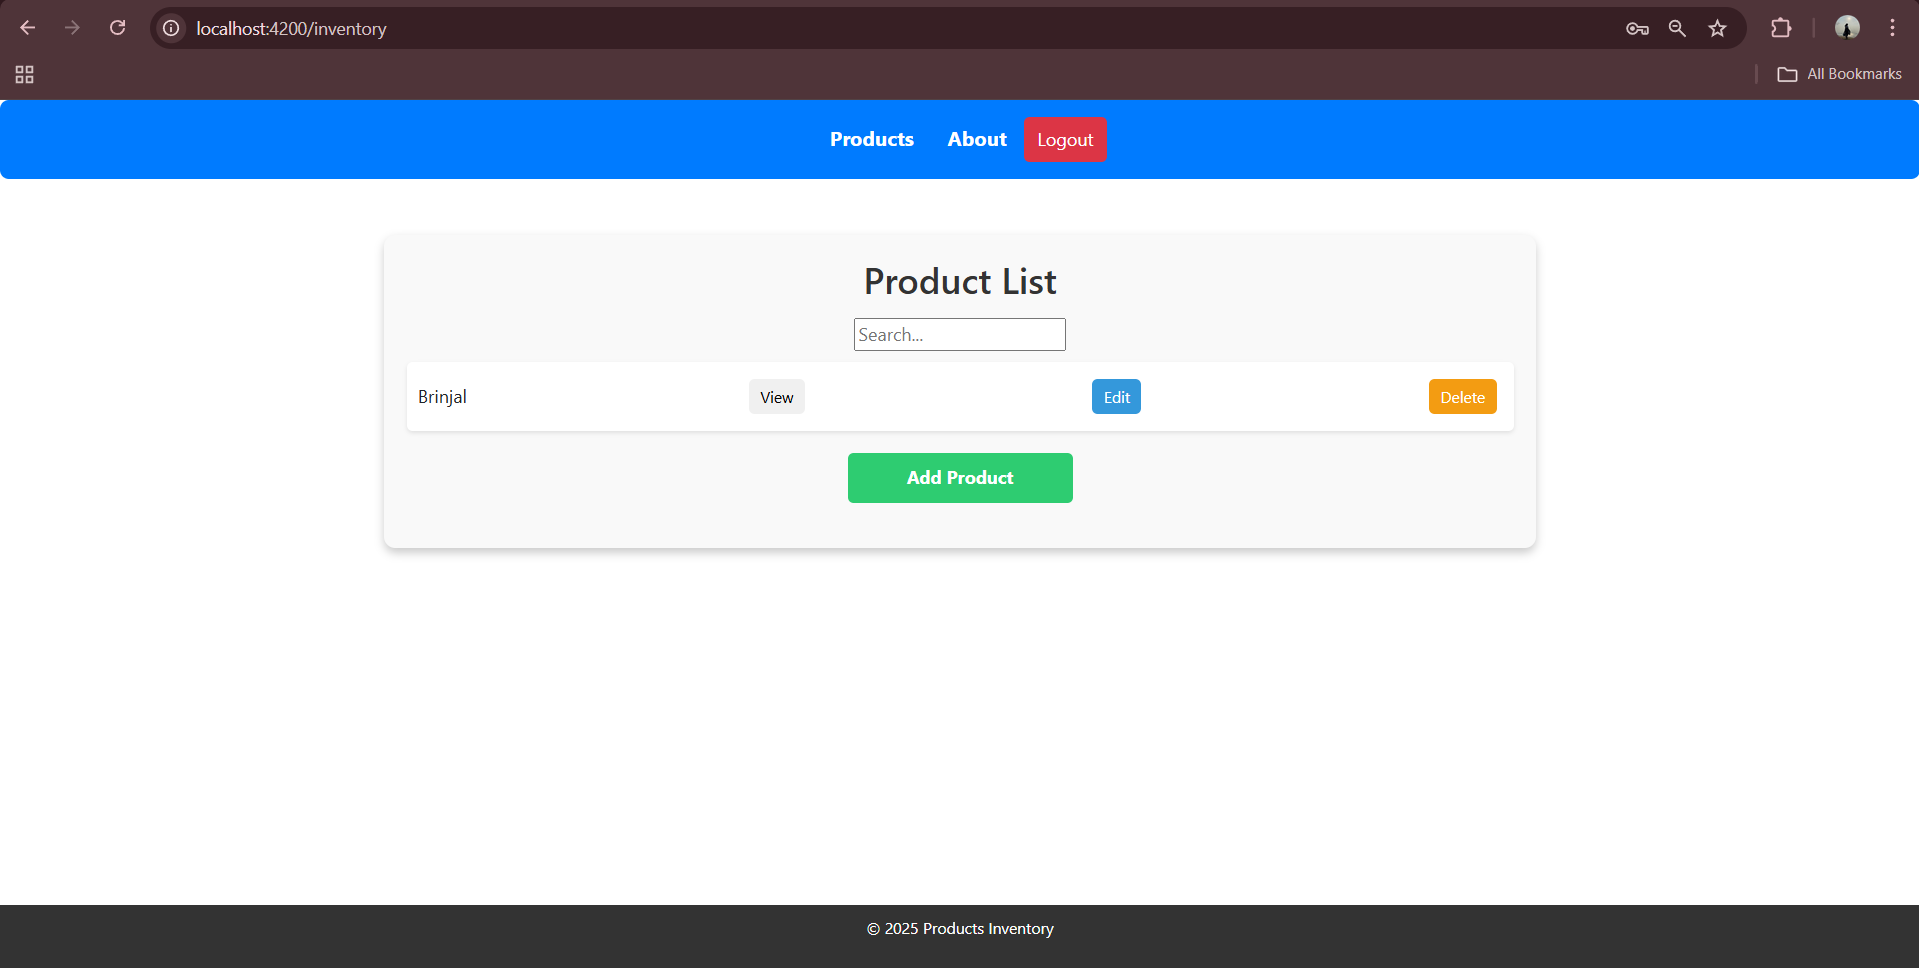 localhost:4200/inventory
All Bookmarks
Products About Logout
Product List
Search...
Brinjal View Edit Delete
Add Product
© 2025 Products Inventory